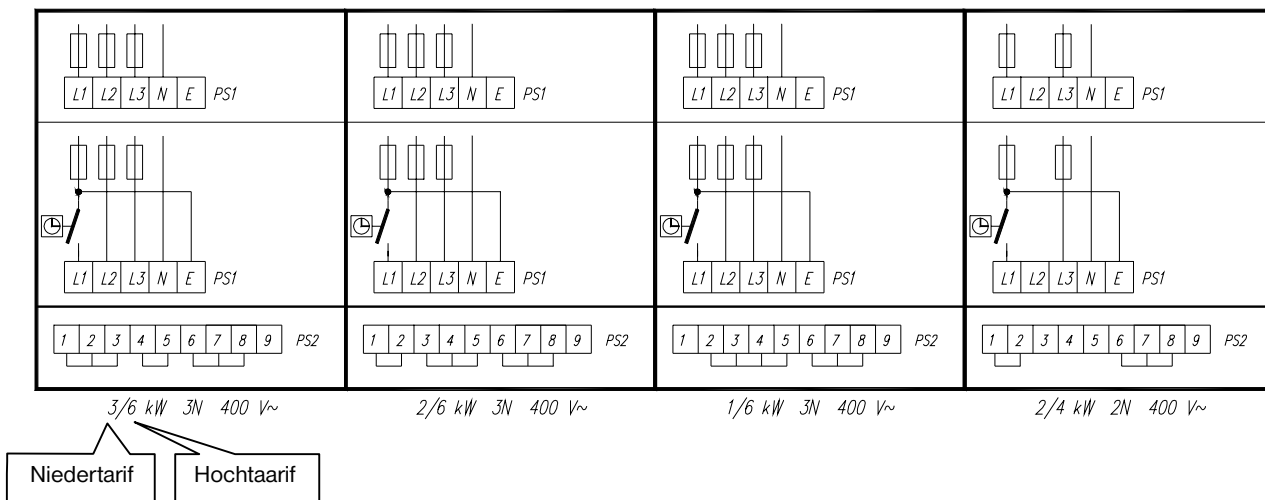 L1 L2 L3 N E PS1
L1 L2 L3 N E PS1
L1 L2 L3 N E PS1
L1 L2 L3 N E PS1
L1 L2 L3 N E PS1
L1 L2 L3 N E PS1
L1 L2 L3 N E PS1
L1 L2 L3 N E PS1
1 2 3 4 5 6 7 8 9 PS2
1 2 3 4 5 6 7 8 9 PS2
1 2 3 4 5 6 7 8 9 PS2
1 2 3 4 5 6 7 8 9 PS2
3/6 kW 3N 400 V~
2/6 kW 3N 400 V~
1/6 kW 3N 400 V~
2/4 kW 2N 400 V~
Niedertarif
Hochtaarif